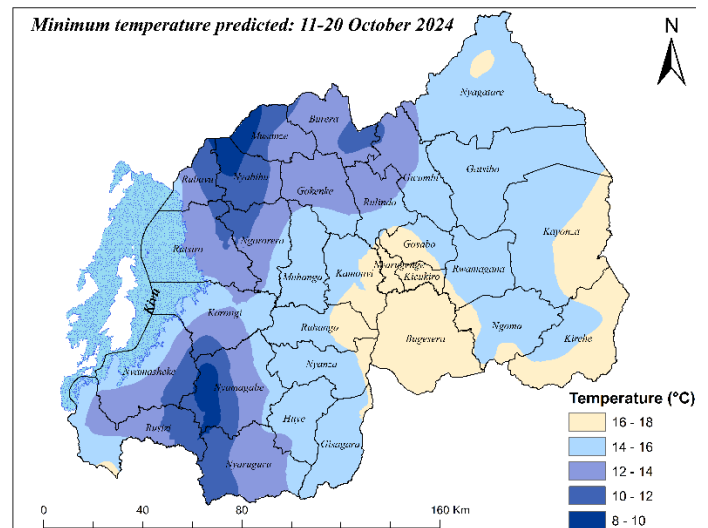 Minimum temperature predicted: 11-20 October 2024
N
Nyagatare
Burera
Musanze
Rubavu
Nyabihu
Gakenke
Gicumbi
Gatsibo
Rulindo
Kayonza
Rutsiro
Ngororero
Gasabo
Muhanga
Kamonyi
Nyarugenge
Kicukiro
Rwamagana
Kivu
Karongi
Ruhango
Bugesera
Ngoma
Kirehe
Nyamasheke
Nyanza
Nyamagabe
Rusizi
Huye
Gisagara
Nyaruguru
Temperature (°C)
16 - 18
14 - 16
12 - 14
10 - 12
8 - 10
0 40 80 160 Km